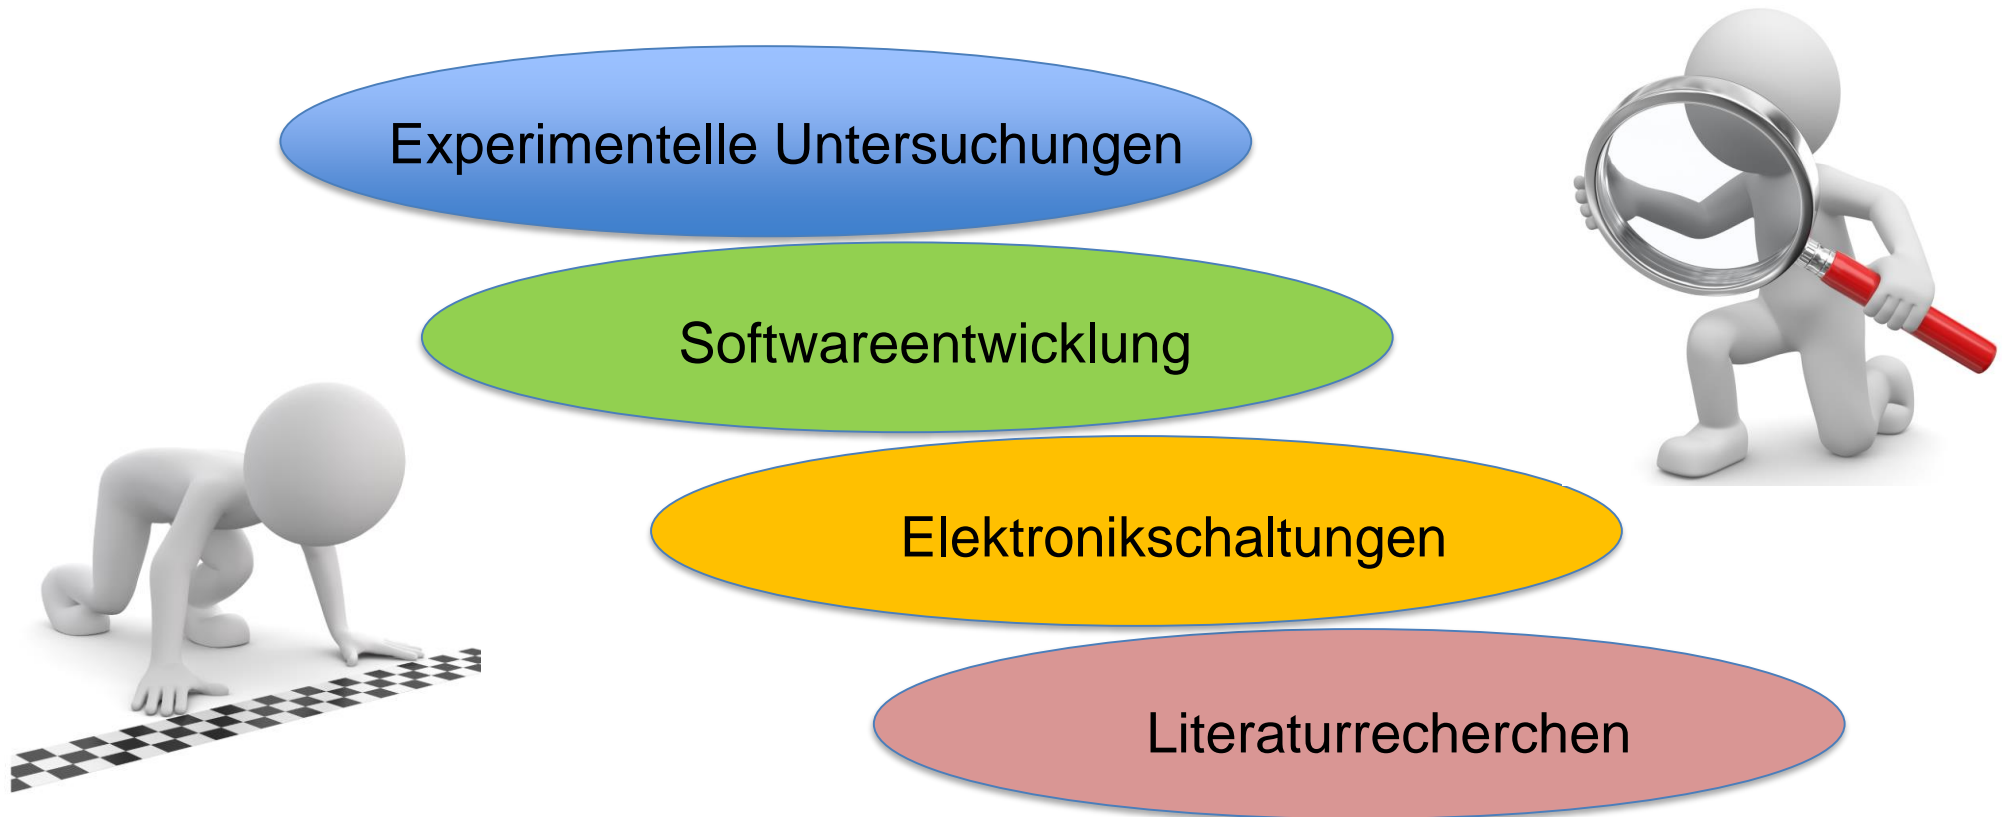 Experimentelle Untersuchungen
Softwareentwicklung
Elektronikschaltungen
Literaturrecherchen